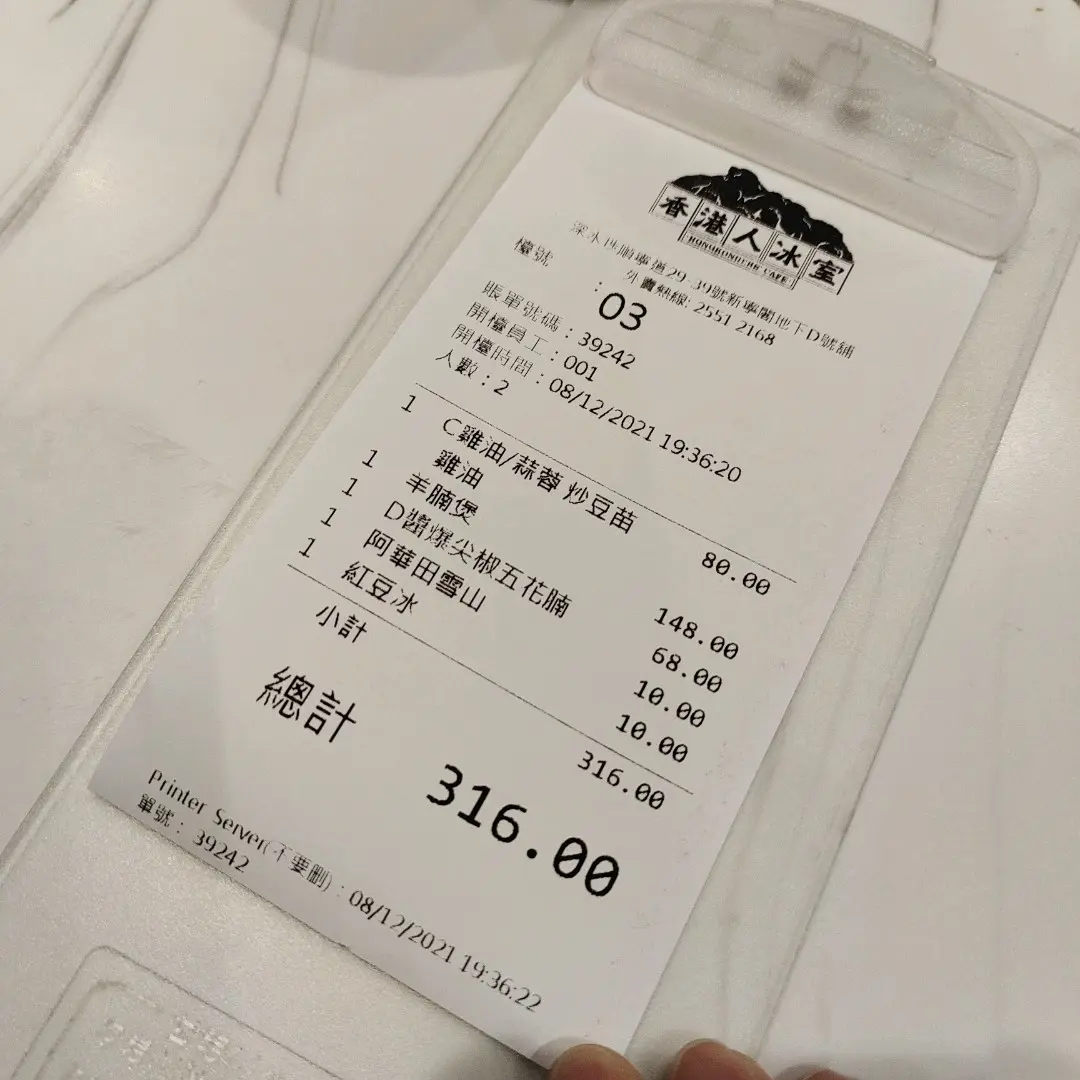 香港人冰室
HONGKONGERS CAFE
深水埗順寧道29-39號新寧閣地下D號舖
外賣熱線: 2551 2168
檯號 : 03
賬單號碼 : 39242
開檯員工 : 001
開檯時間 : 08/12/2021 19:36:20
人數 : 2
1 C雞油/蒜蓉 炒豆苗 80.00
雞油
1 羊腩煲 148.00
1 D醬爆尖椒五花腩 68.00
1 阿華田雪山 10.00
1 紅豆冰 10.00
小計 316.00
總計 316.00
Printer Server(不要刪) : 08/12/2021 19:36:22
單號 : 39242